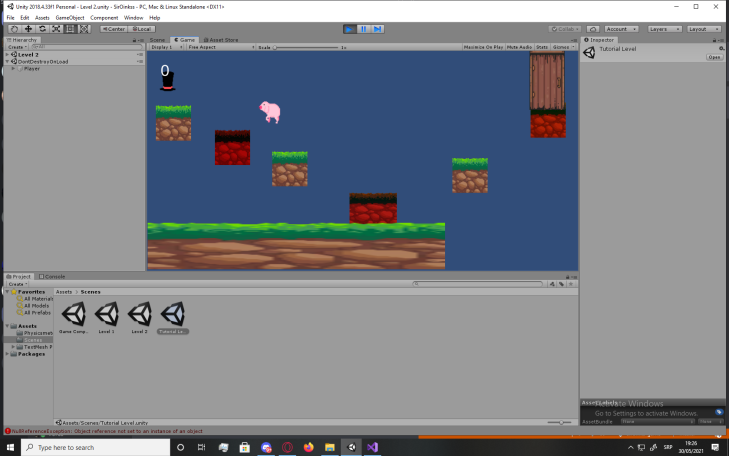 Unity 2018.4.33f1 Personal - Level 2.unity - SirOinkss - PC, Mac & Linux Standalone <DX11>
File Edit Assets GameObject Component Window Help
Center Local Collab Account Layers Layout
Hierarchy Scene Game Asset Store Inspector
Create Display 1 Free Aspect Scale 1x Maximize On Play Mute Audio Stats Gizmos Tutorial Level
Open
Level 2
DontDestroyOnLoad
Player
0
Project Console
Create
Favorites Assets Scenes
All Materials
All Models
All Prefabs
Game Comp... Level 1 Level 2 Tutorial Le...
Assets
Physicsmat
Scenes
TextMesh P
Packages
Assets/Scenes/Tutorial Level.unity
Asset Labels
Activate Windows
Go to Settings to activate Windows.
AssetBundle None None
NullReferenceException: Object reference not set to an instance of an object
Type here to search
SRP
19:26
30/05/2021